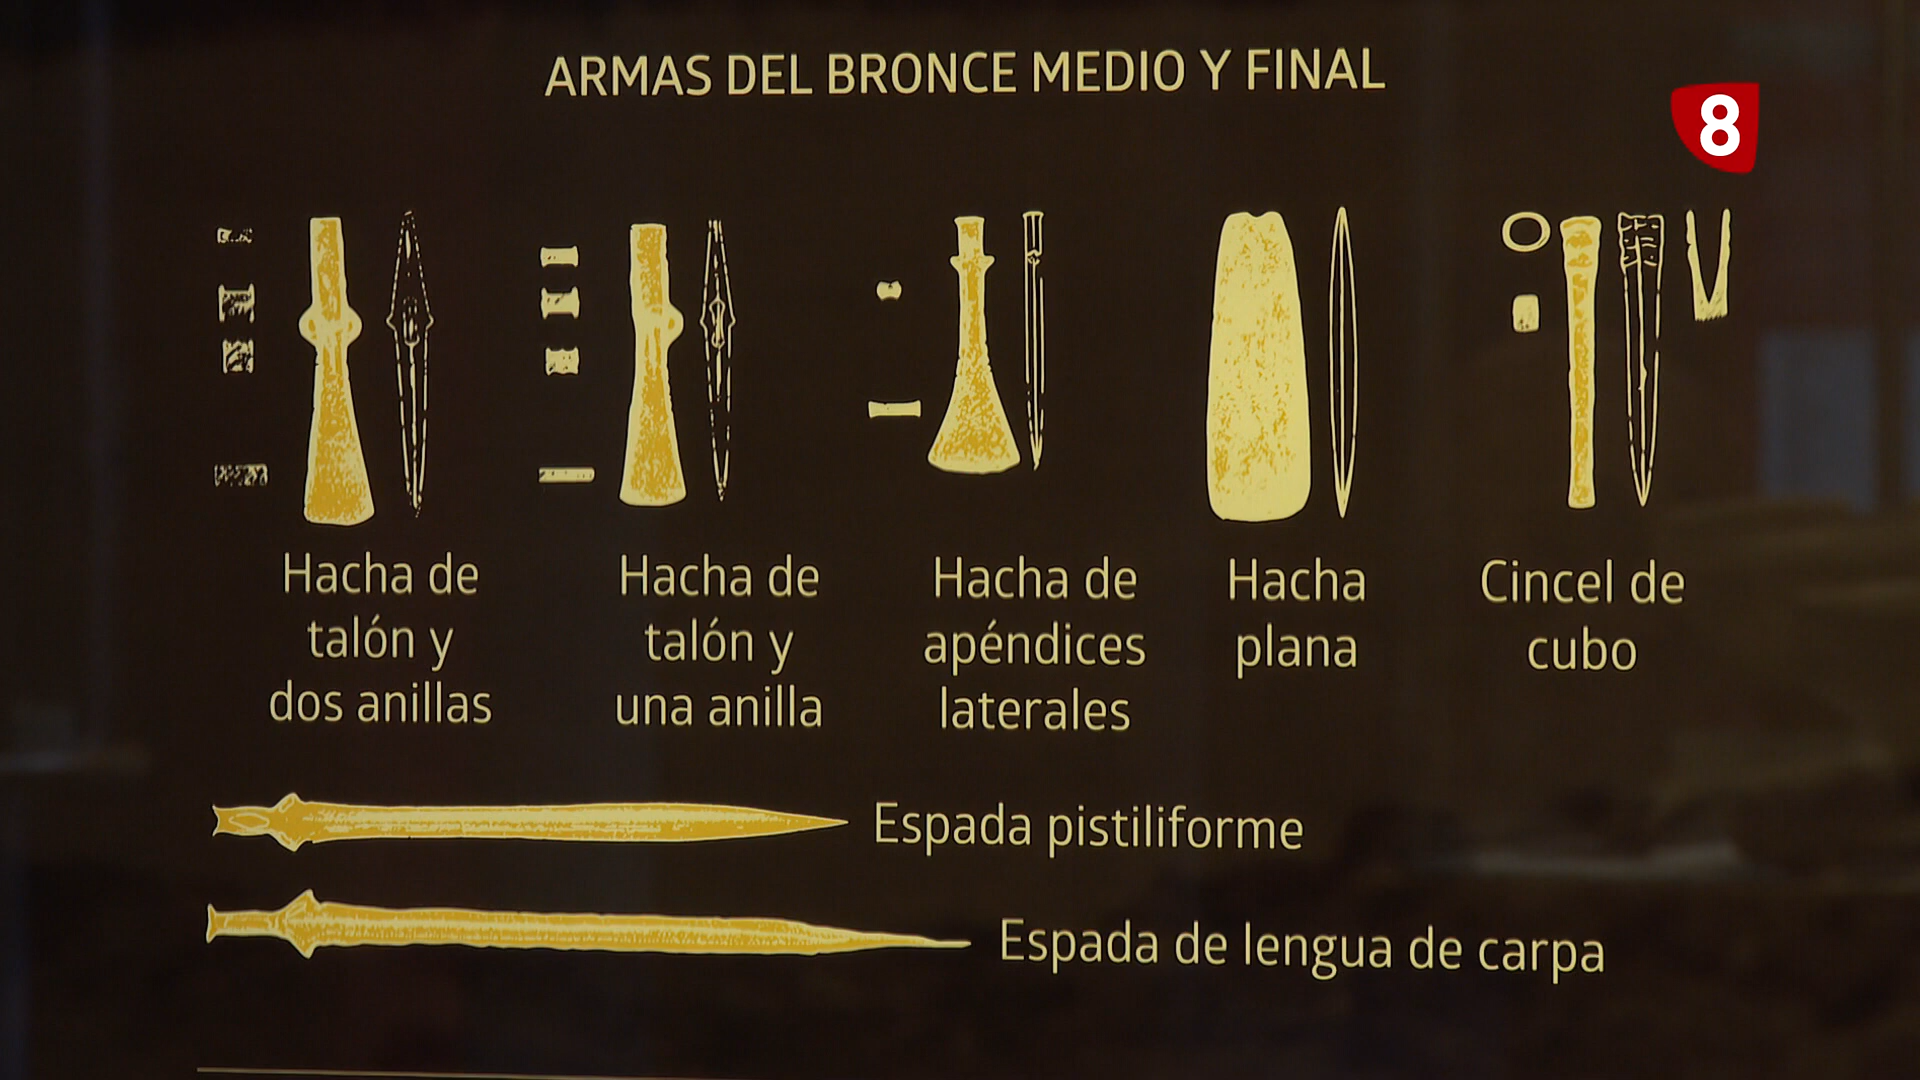 ARMAS DEL BRONCE MEDIO Y FINAL
8
Hacha de
talón y
dos anillas
Hacha de
talón y
una anilla
Hacha de
apéndices
laterales
Hacha
plana
Cincel de
cubo
Espada pistiliforme
Espada de lengua de carpa